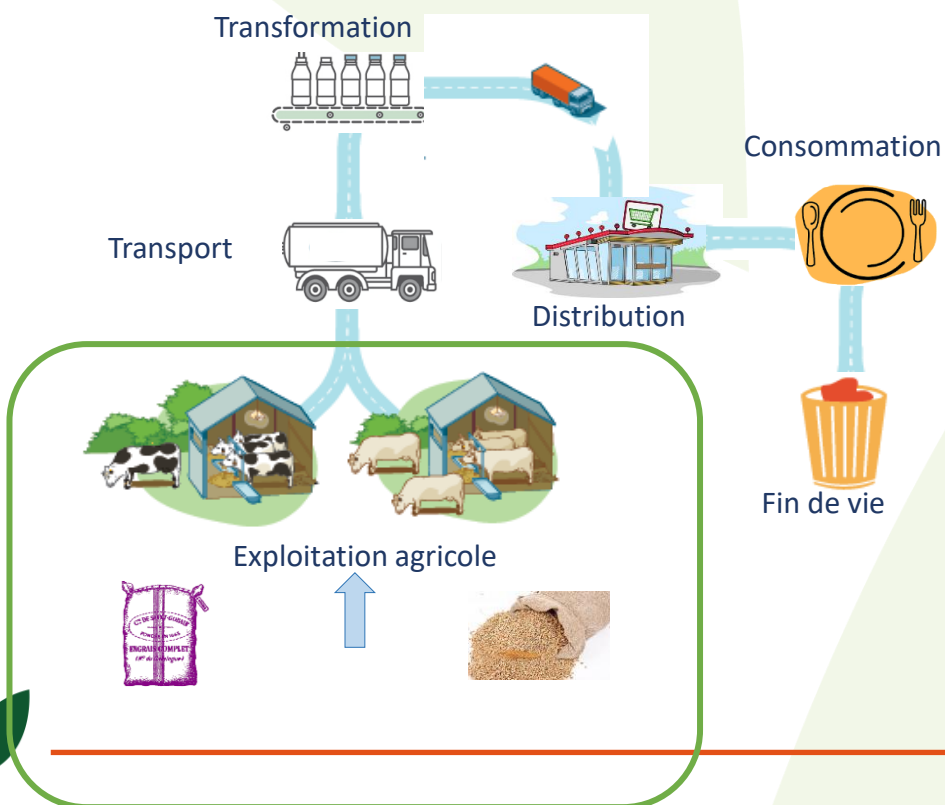 Transformation
Consommation
Transport
Distribution
Fin de vie
Exploitation agricole
ENGRAIS COMPLET